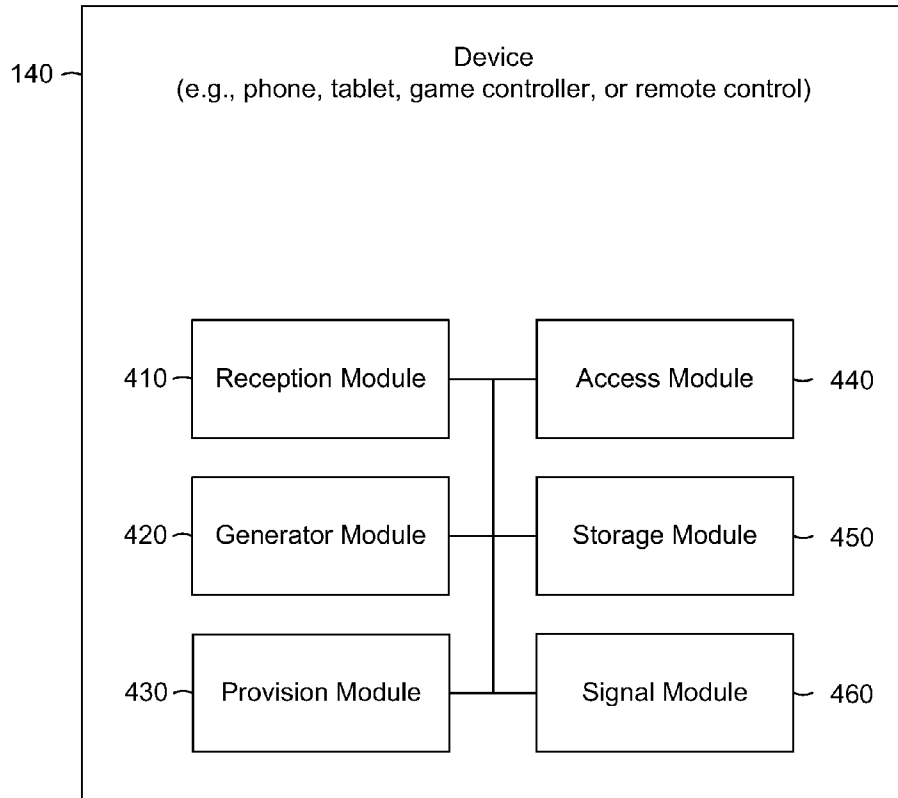 140
Device
(e.g., phone, tablet, game controller, or remote control)
410
Reception Module
Access Module
440
420
Generator Module
Storage Module
450
430
Provision Module
Signal Module
460